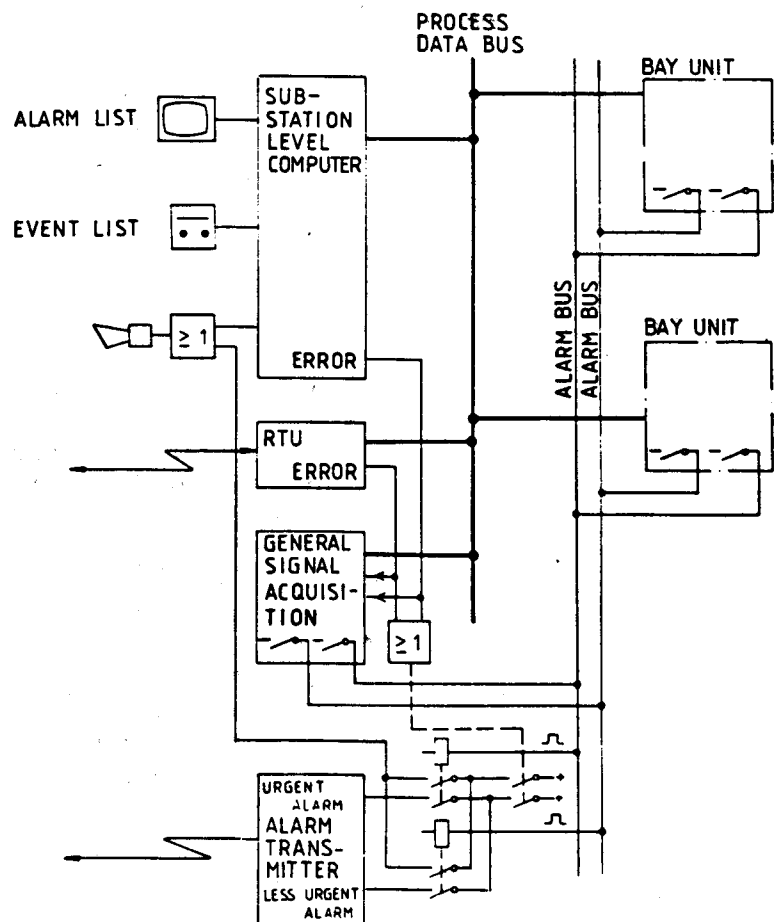 PROCESS
DATA BUS
BAY UNIT
ALARM LIST
SUB-
STATION
LEVEL
COMPUTER
EVENT LIST
ALARM BUS
ALARM BUS
≥ 1
ERROR
BAY UNIT
RTU
ERROR
GENERAL
SIGNAL
ACQUISI-
TION
≥ 1
URGENT
ALARM
ALARM
TRANS-
MITTER
LESS URGENT
ALARM
+
+